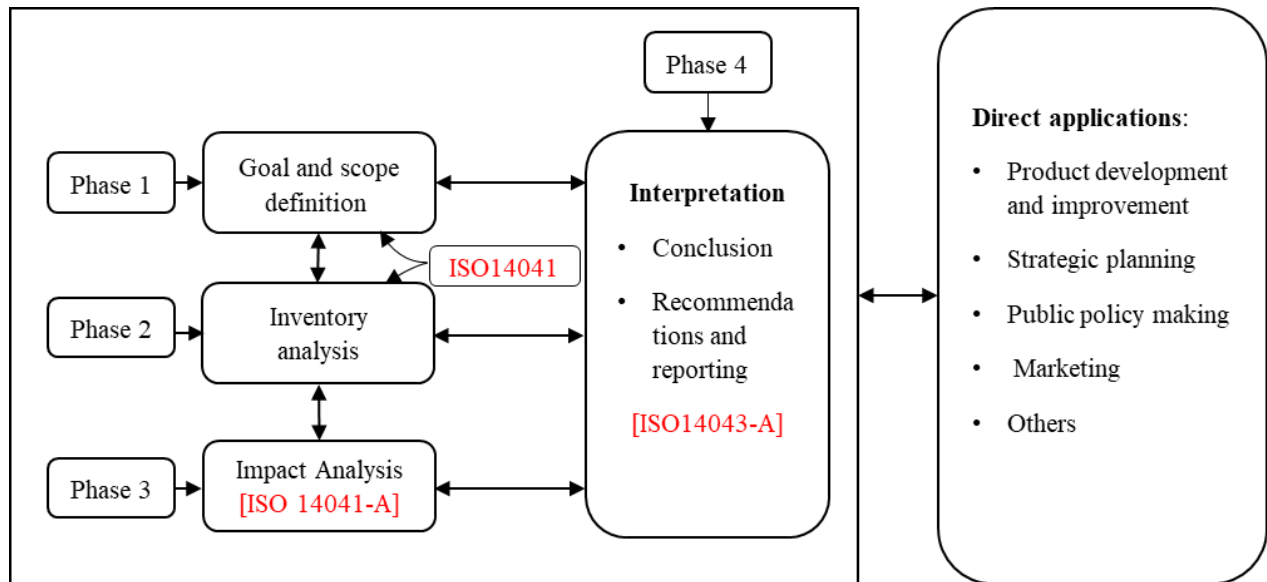 Phase 4
Phase 1
Goal and scope
definition
ISO14041
Phase 2
Inventory
analysis
Phase 3
Impact Analysis
[ISO 14041-A]
Interpretation
• Conclusion
• Recommenda
tions and
reporting
[ISO14043-A]
Direct applications:
• Product development
and improvement
• Strategic planning
• Public policy making
• Marketing
• Others